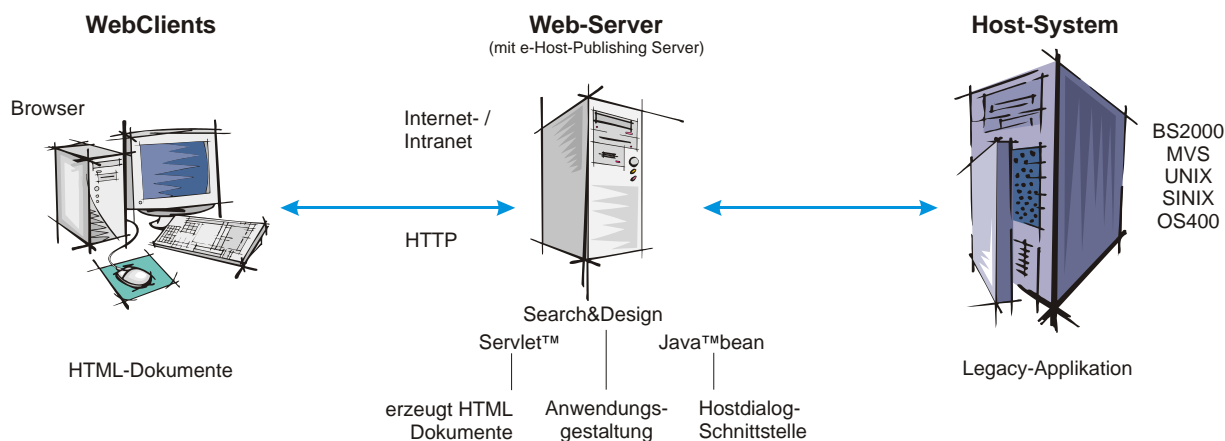 WebClients
Browser
HTML-Dokumente
Web-Server
(mit e-Host-Publishing Server)
Internet- /
Intranet
HTTP
Search&Design
Servlet™
Java™bean
erzeugt HTML
Dokumente
Anwendungs-
gestaltung
Hostdialog-
Schnittstelle
Host-System
BS2000
MVS
UNIX
SINIX
OS400
Legacy-Applikation